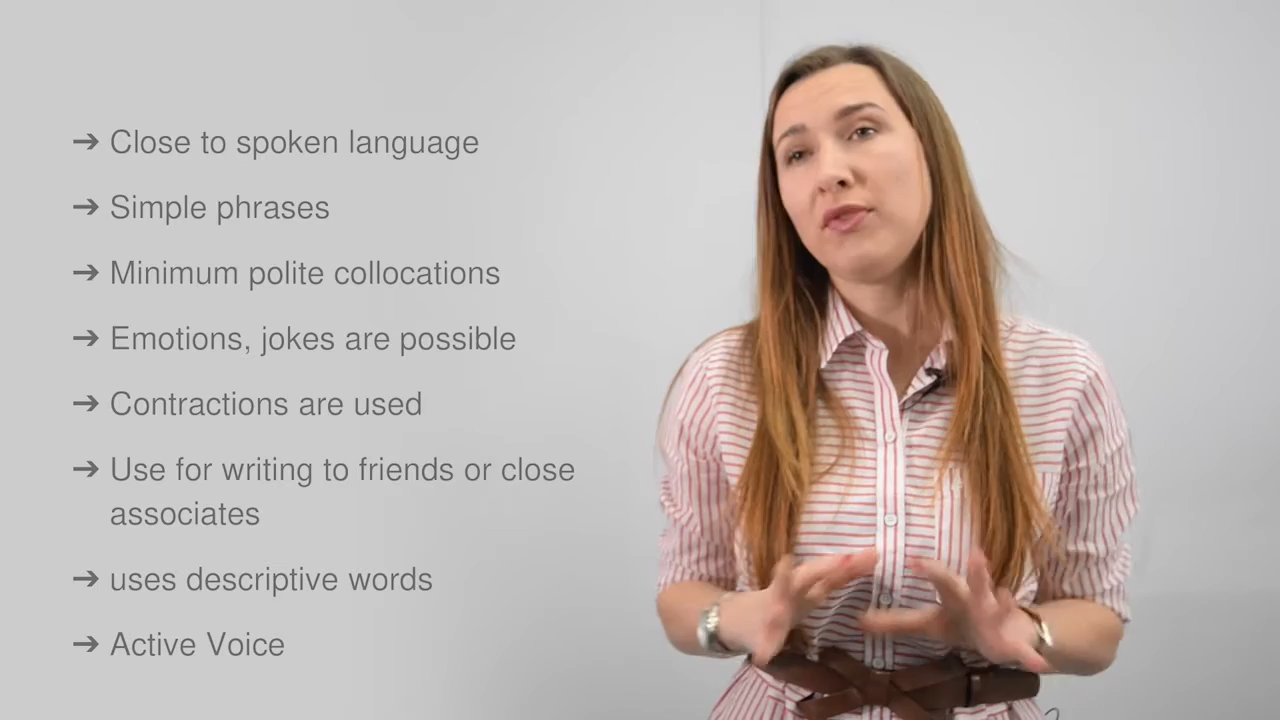 ➔ Close to spoken language
➔ Simple phrases
➔ Minimum polite collocations
➔ Emotions, jokes are possible
➔ Contractions are used
➔ Use for writing to friends or close
associates
➔ uses descriptive words
➔ Active Voice